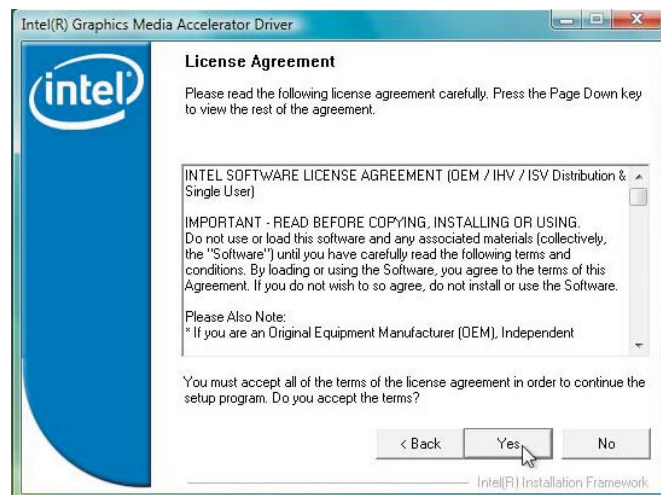 Intel(R) Graphics Media Accelerator Driver
intel
License Agreement
Please read the following license agreement carefully. Press the Page Down key
to view the rest of the agreement.
INTEL SOFTWARE LICENSE AGREEMENT (OEM / IHV / ISV Distribution &
Single User)
IMPORTANT - READ BEFORE COPYING, INSTALLING OR USING.
Do not use or load this software and any associated materials (collectively,
the "Software") until you have carefully read the following terms and
conditions. By loading or using the Software, you agree to the terms of this
Agreement. If you do not wish to so agree, do not install or use the Software.
Please Also Note:
* If you are an Original Equipment Manufacturer (OEM), Independent
You must accept all of the terms of the license agreement in order to continue the
setup program. Do you accept the terms?
< Back Yes No
Intel(R) Installation Framework